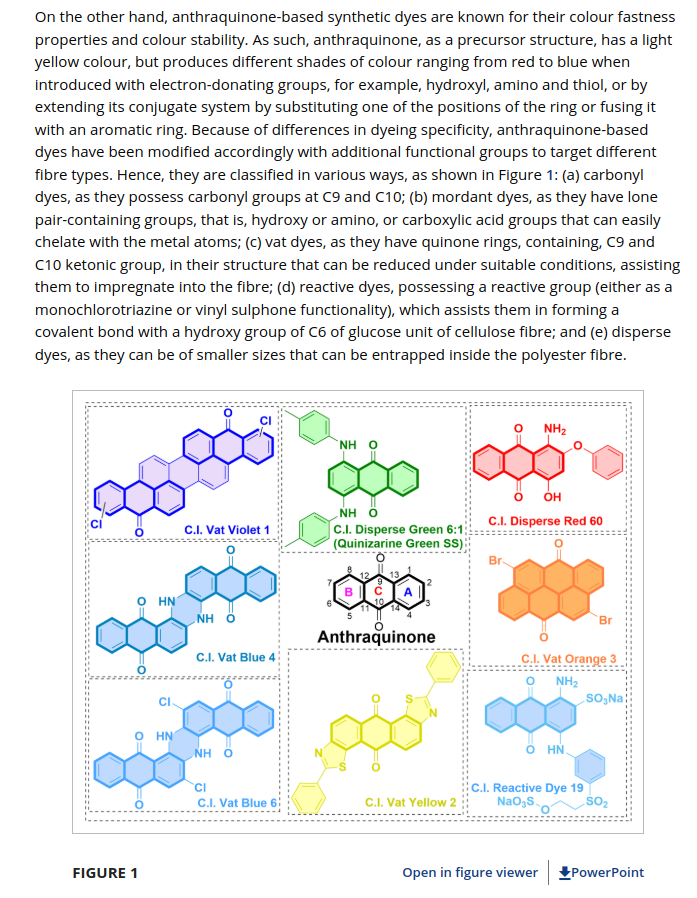 On the other hand, anthraquinone-based synthetic dyes are known for their colour fastness
properties and colour stability. As such, anthraquinone, as a precursor structure, has a light
yellow colour, but produces different shades of colour ranging from red to blue when
introduced with electron-donating groups, for example, hydroxyl, amino and thiol, or by
extending its conjugate system by substituting one of the positions of the ring or fusing it
with an aromatic ring. Because of differences in dyeing specificity, anthraquinone-based
dyes have been modified accordingly with additional functional groups to target different
fibre types. Hence, they are classified in various ways, as shown in Figure 1: (a) carbonyl
dyes, as they possess carbonyl groups at C9 and C10; (b) mordant dyes, as they have lone
pair-containing groups, that is, hydroxy or amino, or carboxylic acid groups that can easily
chelate with the metal atoms; (c) vat dyes, as they have quinone rings, containing, C9 and
C10 ketonic group, in their structure that can be reduced under suitable conditions, assisting
them to impregnate into the fibre; (d) reactive dyes, possessing a reactive group (either as a
monochlorotriazine or vinyl sulphone functionality), which assists them in forming a
covalent bond with a hydroxy group of C6 of glucose unit of cellulose fibre; and (e) disperse
dyes, as they can be of smaller sizes that can be entrapped inside the polyester fibre.
O
Cl
Cl
O
C.I. Vat Violet 1
NH O
NH O
C.I. Disperse Green 6:1
(Quinizarine Green SS)
O NH2
O
O OH
C.I. Disperse Red 60
O
O HN
NH O
O
C.I. Vat Blue 4
O
8 9 1
12 13
7 2
B C A
6 3
11 10 14
5 4
O
Anthraquinone
O
Br
Br
O
C.I. Vat Orange 3
O
Cl
O HN
NH O
Cl
O
C.I. Vat Blue 6
O S
N
N
S O
C.I. Vat Yellow 2
O NH2
SO3Na
O HN
C.I. Reactive Dye 19
NaO3S O SO2
FIGURE 1
Open in figure viewer
PowerPoint